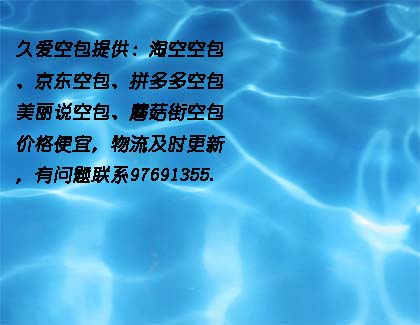 久爱空包提供：淘空空包
、京东空包、拼多多空包
美丽说空包、蘑菇街空包
价格便宜，物流及时更新
，有问题联系97691355.